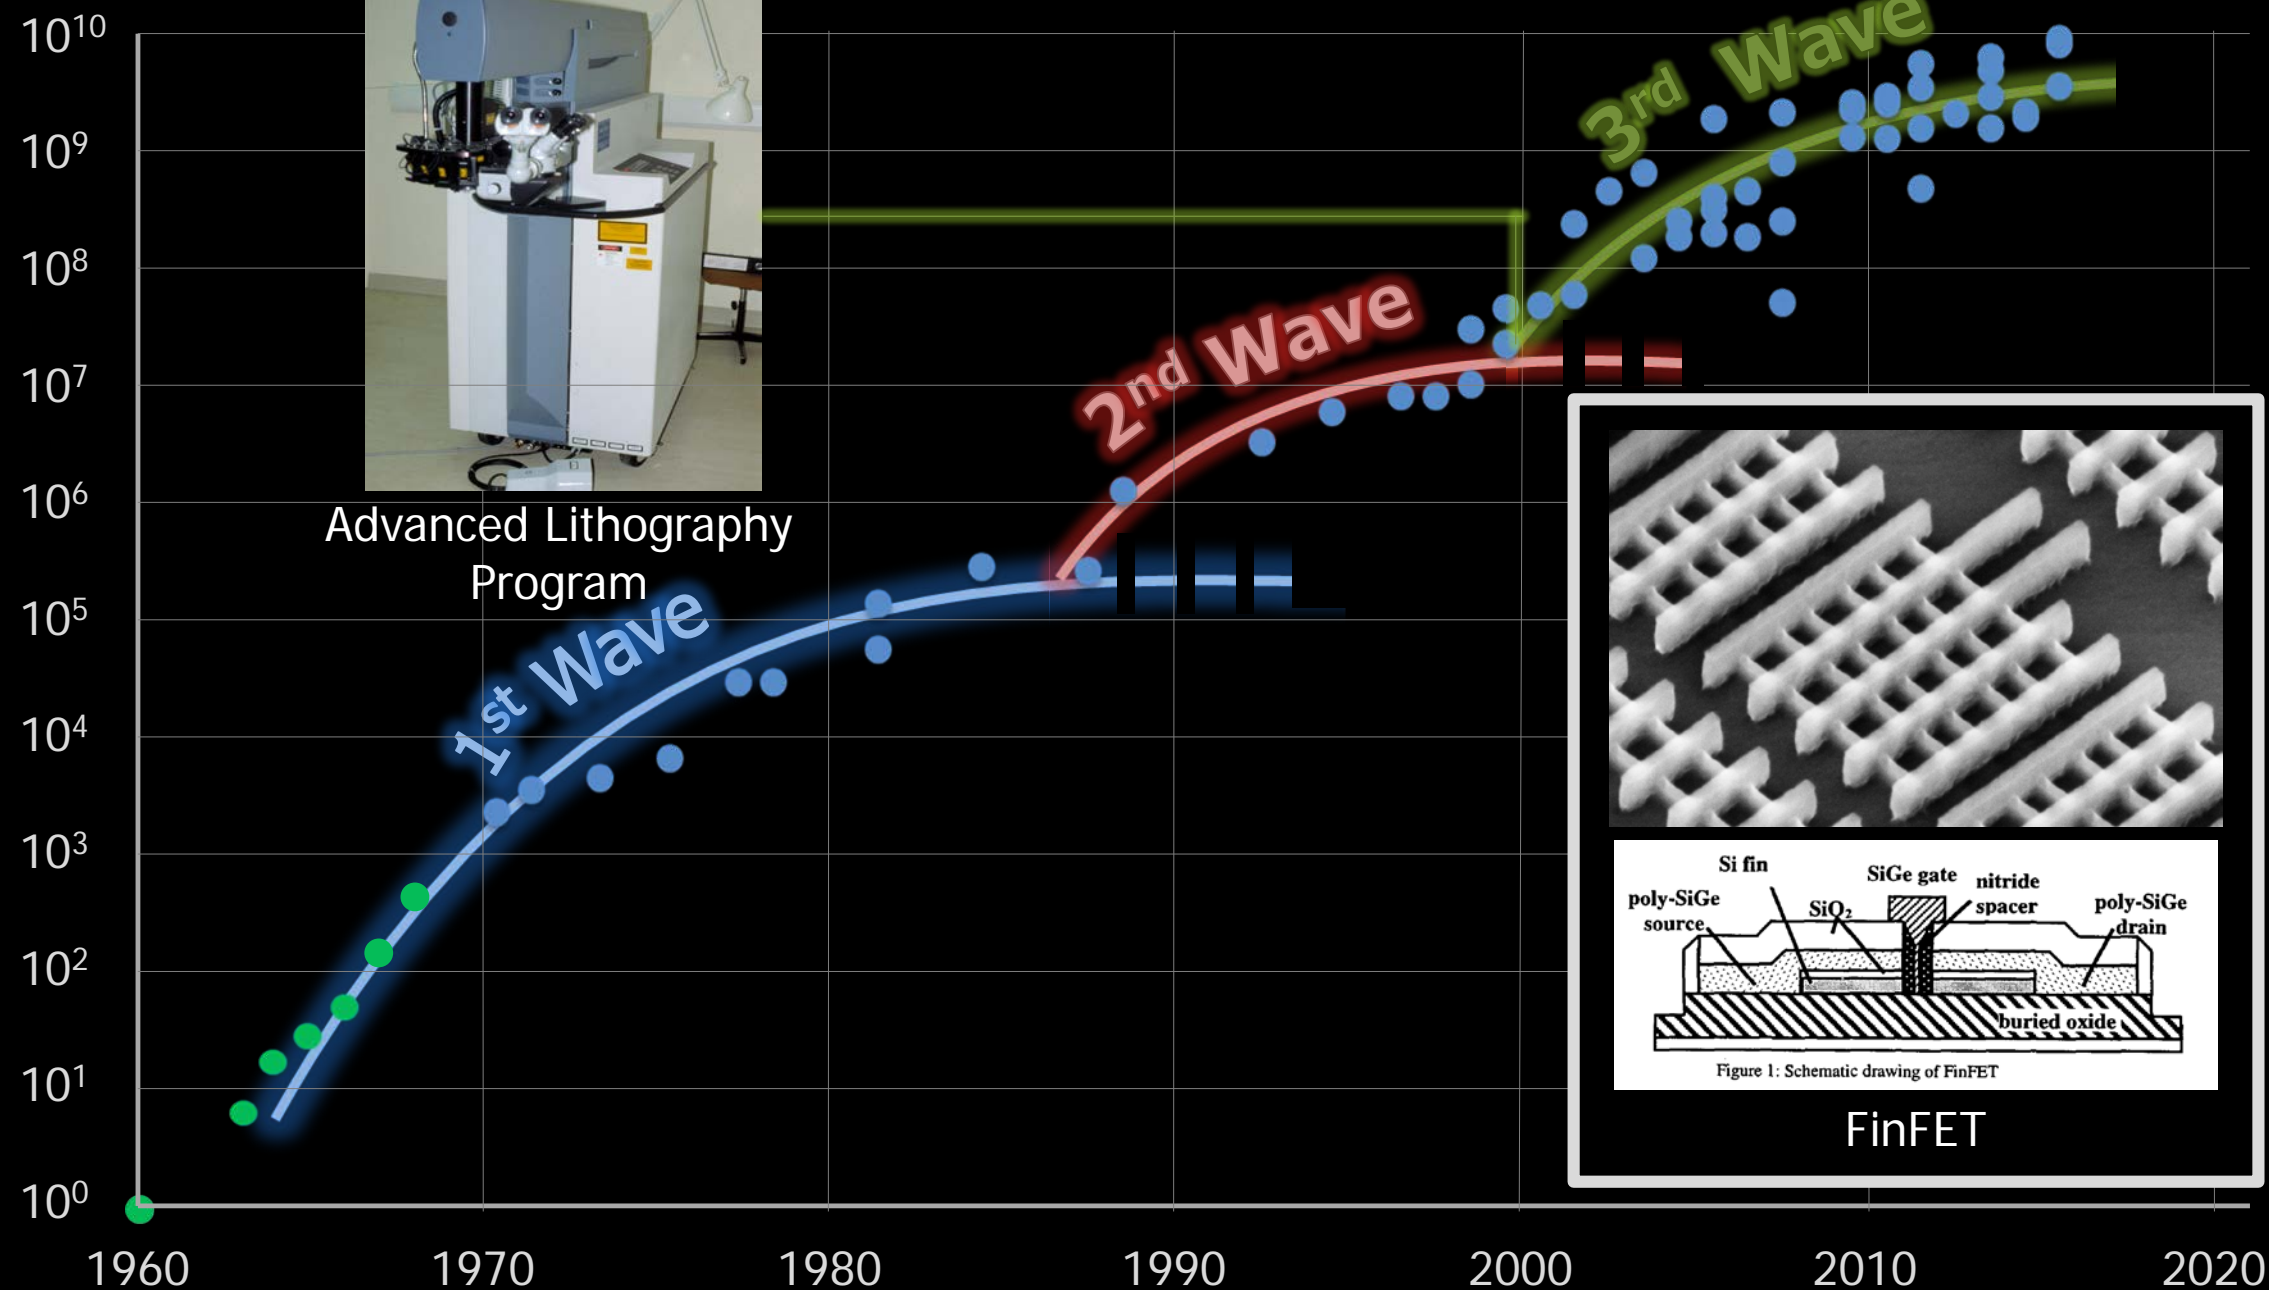 10¹⁰
10⁹
10⁸
10⁷
10⁶
10⁵
10⁴
10³
10²
10¹
10⁰
1960 1970 1980 1990 2000 2010 2020
Advanced Lithography
Program
1st Wave
2nd Wave
3rd Wave
Si fin
SiGe gate
nitride
spacer
poly-SiGe
source
SiO₂
poly-SiGe
drain
buried oxide
Figure 1: Schematic drawing of FinFET
FinFET